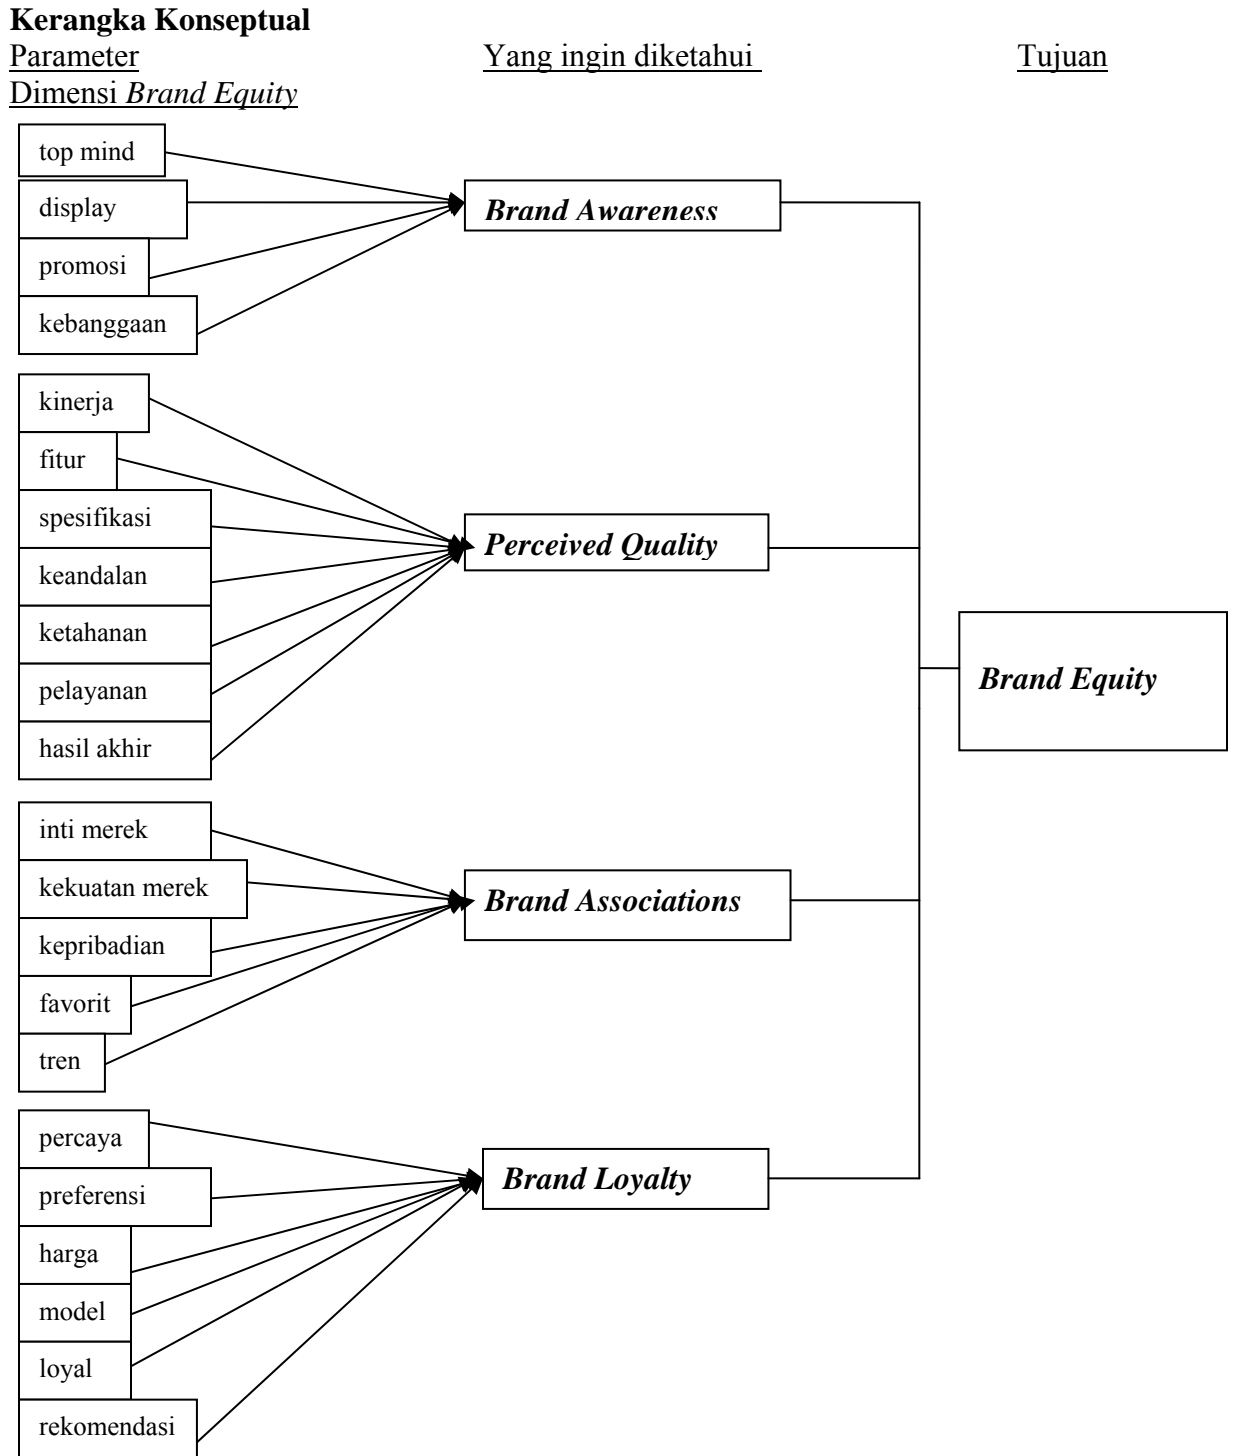 Kerangka Konseptual
Parameter Yang ingin diketahui Tujuan
Dimensi Brand Equity
top mind
display
promosi
kebanggaan
Brand Awareness
kinerja
fitur
spesifikasi
keandalan
ketahanan
pelayanan
hasil akhir
Perceived Quality
inti merek
kekuatan merek
kepribadian
favorit
tren
Brand Associations
percaya
preferensi
harga
model
loyal
rekomendasi
Brand Loyalty
Brand Equity